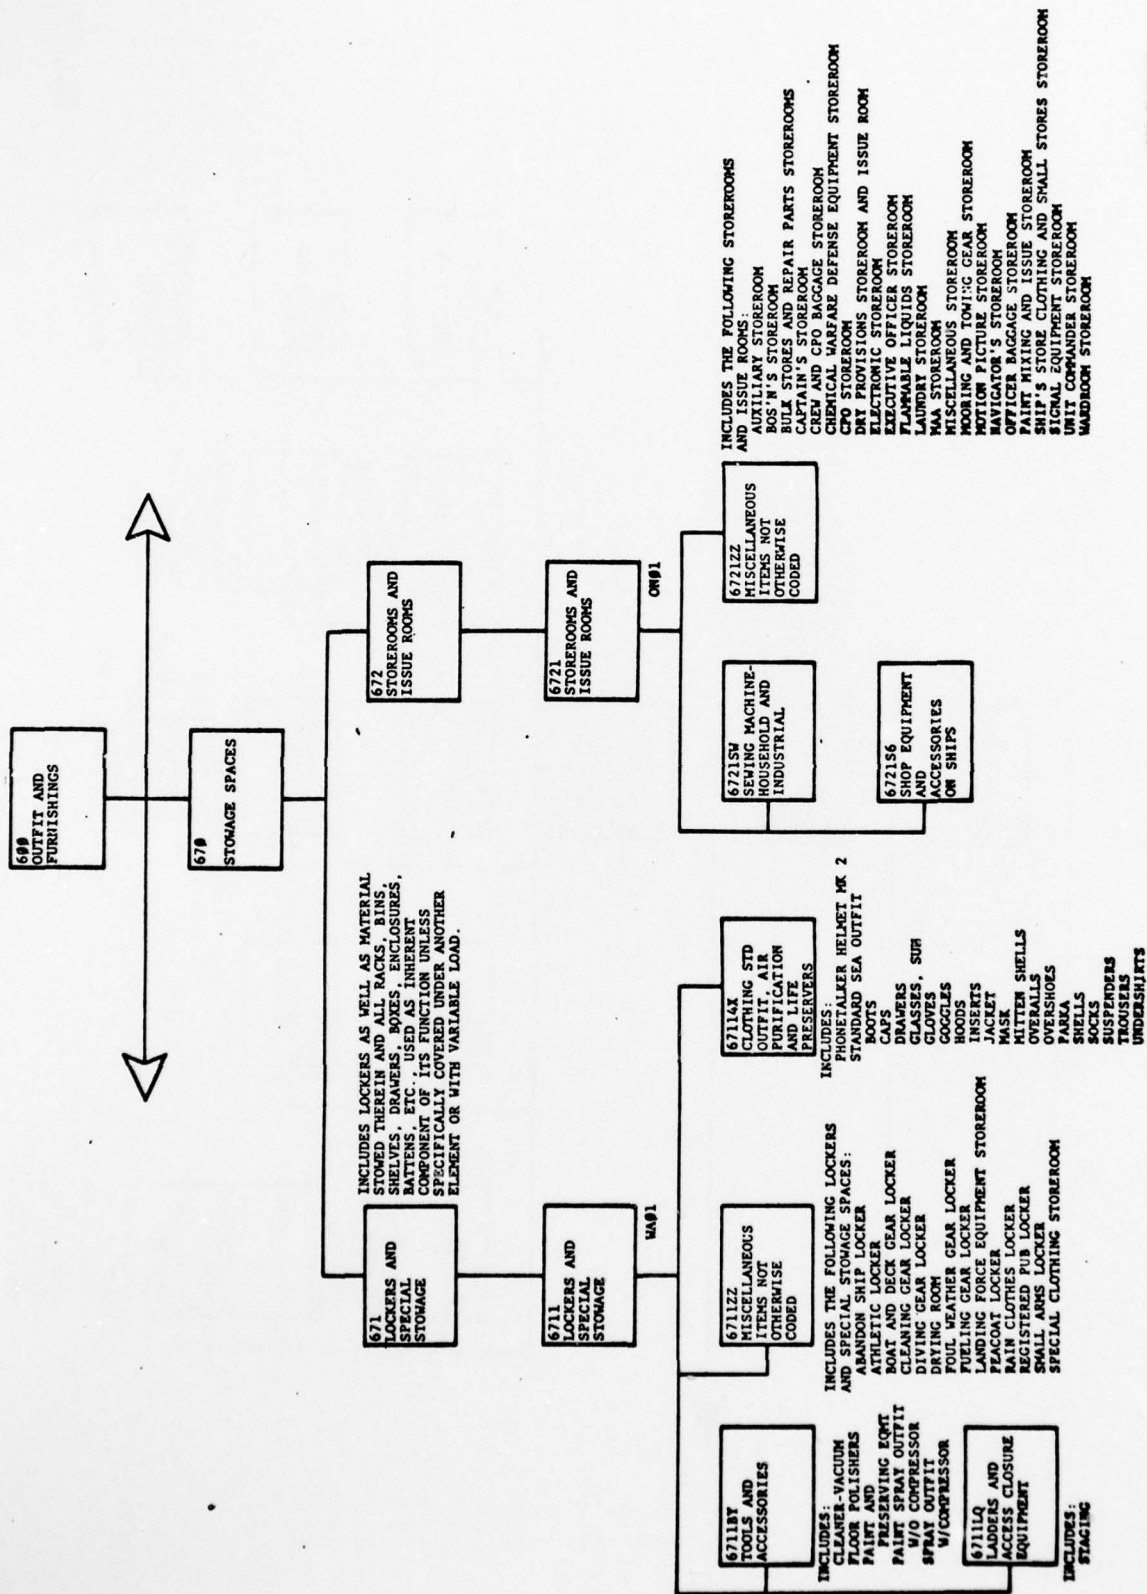 6ØØ
OUTFIT AND
FURNISHINGS
67Ø
STOWAGE SPACES
671
LOCKERS AND
SPECIAL
STOWAGE
INCLUDES LOCKERS AS WELL AS MATERIAL
STOWED THEREIN AND ALL RACKS, BINS,
SHELVES, DRAWERS, BOXES, ENCLOSURES,
BATTENS, ETC., USED AS INHERENT
COMPONENT OF ITS FUNCTION UNLESS
SPECIFICALLY COVERED UNDER ANOTHER
ELEMENT OR WITH VARIABLE LOAD.
672
STOREROOMS AND
ISSUE ROOMS
6711
LOCKERS AND
SPECIAL
STOWAGE
WAØ1
6721
STOREROOMS AND
ISSUE ROOMS
ONØ1
6711BY
TOOLS AND
ACCESSORIES
INCLUDES:
CLEANER-VACUUM
FLOOR POLISHERS
PAINT AND
PRESERVING EQMT
PAINT SPRAY OUTFIT
W/O COMPRESSOR
SPRAY OUTFIT
W/COMPRESSOR
6711LQ
LADDERS AND
ACCESS CLOSURE
EQUIPMENT
INCLUDES:
STAGING
6711ZZ
MISCELLANEOUS
ITEMS NOT
OTHERWISE
CODED
INCLUDES THE FOLLOWING LOCKERS
AND SPECIAL STOWAGE SPACES:
ABANDON SHIP LOCKER
ATHLETIC LOCKER
BOAT AND DECK GEAR LOCKER
CLEANING GEAR LOCKER
DIVING GEAR LOCKER
DRYING ROOM
FOUL WEATHER GEAR LOCKER
FUELING GEAR LOCKER
LANDING FORCE EQUIPMENT STOREROOM
PEACOAT LOCKER
RAIN CLOTHES LOCKER
REGISTERED PUB LOCKER
SMALL ARMS LOCKER
SPECIAL CLOTHING STOREROOM
67114X
CLOTHING STD
OUTFIT, AIR
PURIFICATION
AND LIFE
PRESERVERS
INCLUDES:
PHONETALKER HELMET MK 2
STANDARD SEA OUTFIT
BOOTS
CAPS
DRAWERS
GLASSES, SUN
GLOVES
GOGGLES
HOODS
INSERTS
JACKET
MASK
MITTEN SHELLS
OVERALLS
OVERSHOES
PARKA
SHELLS
SOCKS
SUSPENDERS
TROUSERS
UNDERSHIRTS
6721SW
SEWING MACHINE-
HOUSEHOLD AND
INDUSTRIAL
6721S6
SHOP EQUIPMENT
AND
ACCESSORIES
ON SHIPS
6721ZZ
MISCELLANEOUS
ITEMS NOT
OTHERWISE
CODED
INCLUDES THE FOLLOWING STOREROOMS
AND ISSUE ROOMS:
AUXILIARY STOREROOM
BOS'N'S STOREROOM
BULK STORES AND REPAIR PARTS STOREROOMS
CAPTAIN'S STOREROOM
CREW AND CPO BAGGAGE STOREROOM
CHEMICAL WARFARE DEFENSE EQUIPMENT STOREROOM
CPO STOREROOM
DRY PROVISIONS STOREROOM AND ISSUE ROOM
ELECTRONIC STOREROOM
EXECUTIVE OFFICER STOREROOM
FLAMMABLE LIQUIDS STOREROOM
LAUNDRY STOREROOM
MAA STOREROOM
MISCELLANEOUS STOREROOM
MOORING AND TOWING GEAR STOREROOM
MOTION PICTURE STOREROOM
NAVIGATOR'S STOREROOM
OFFICER BAGGAGE STOREROOM
PAINT MIXING AND ISSUE STOREROOM
SHIP'S STORE CLOTHING AND SMALL STORES STOREROOM
SIGNAL EQUIPMENT STOREROOM
UNIT COMMANDER STOREROOM
WARDROOM STOREROOM